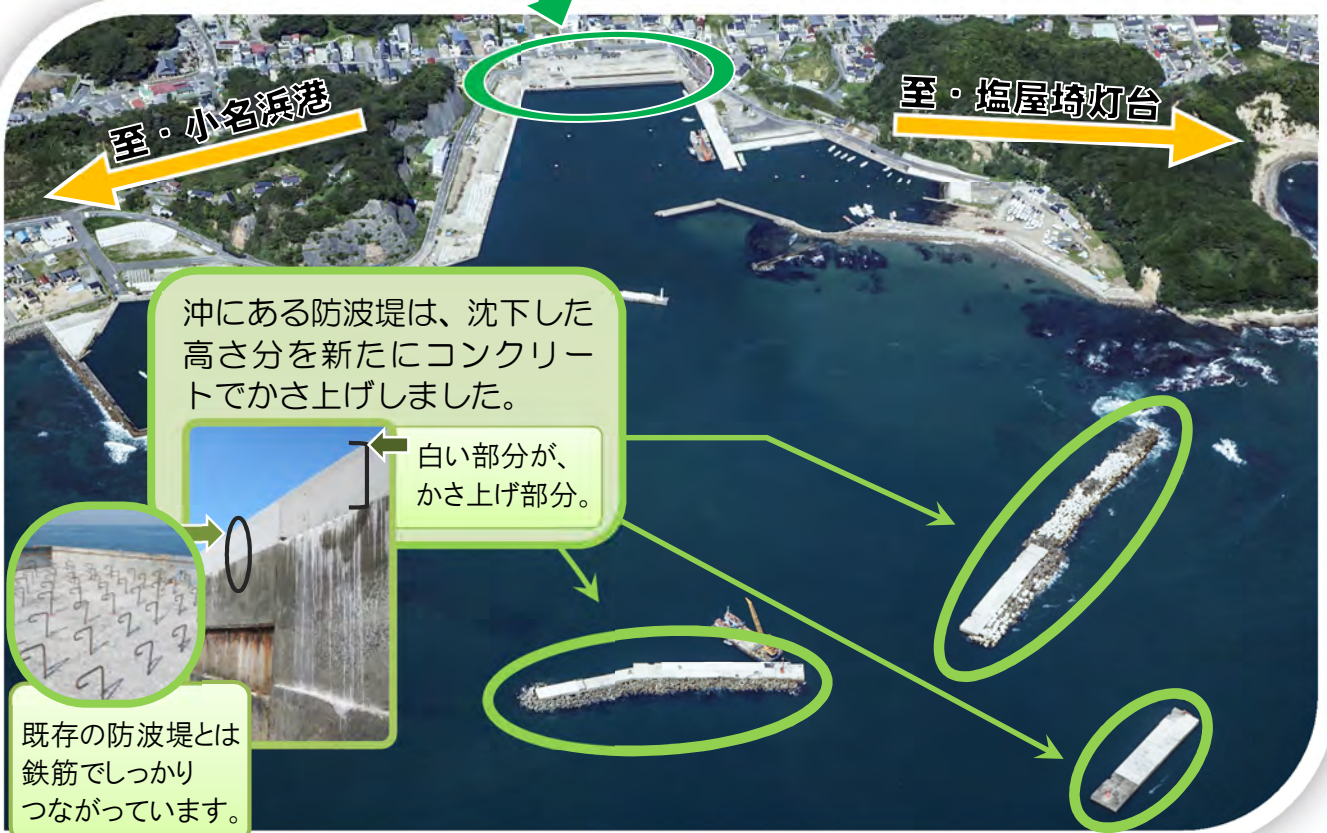 至・小名浜港
至・塩屋埼灯台
沖にある防波堤は、沈下した
高さ分を新たにコンクリー
トでかさ上げしました。
白い部分が、
かさ上げ部分。
既存の防波堤とは
鉄筋でしっかり
つながっています。